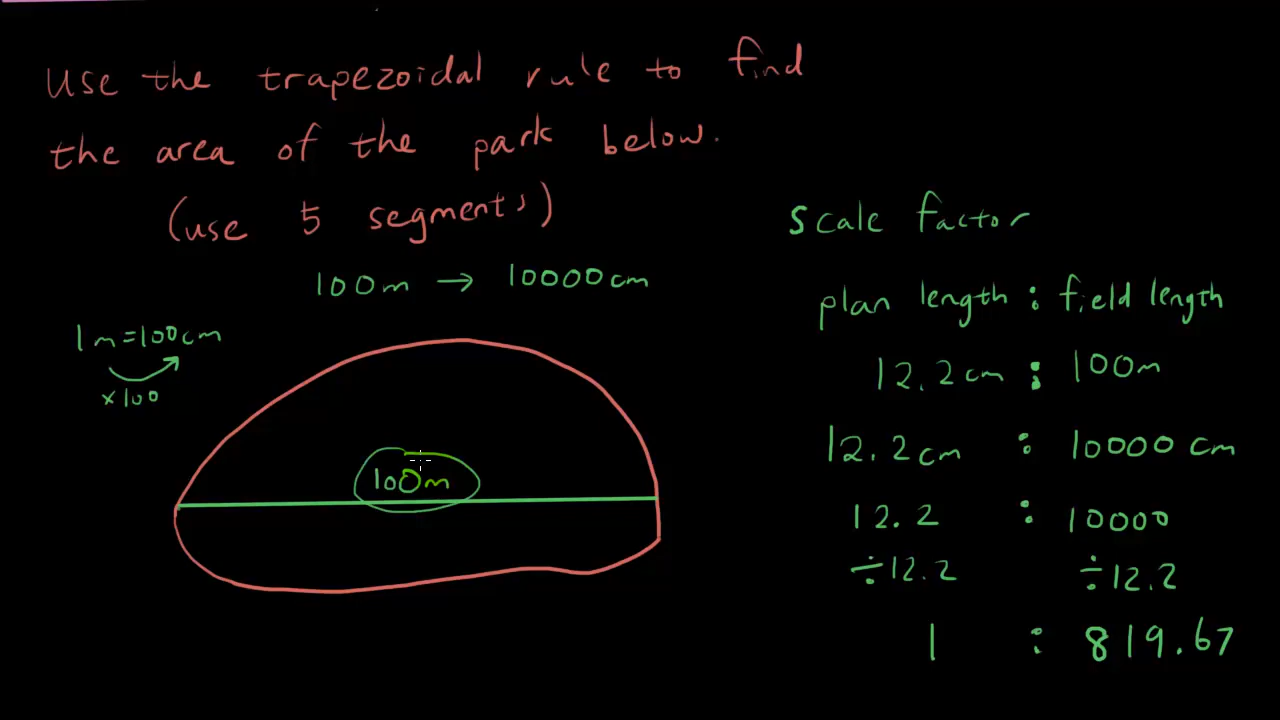 Use the trapezoidal rule to find
the area of the park below.
(use 5 segments)
100m → 10000cm
1m=100cm
×100
100m
Scale factor
plan length : field length
12.2cm : 100m
12.2cm : 10000 cm
12.2 : 10000
÷12.2 ÷12.2
1 : 819.67